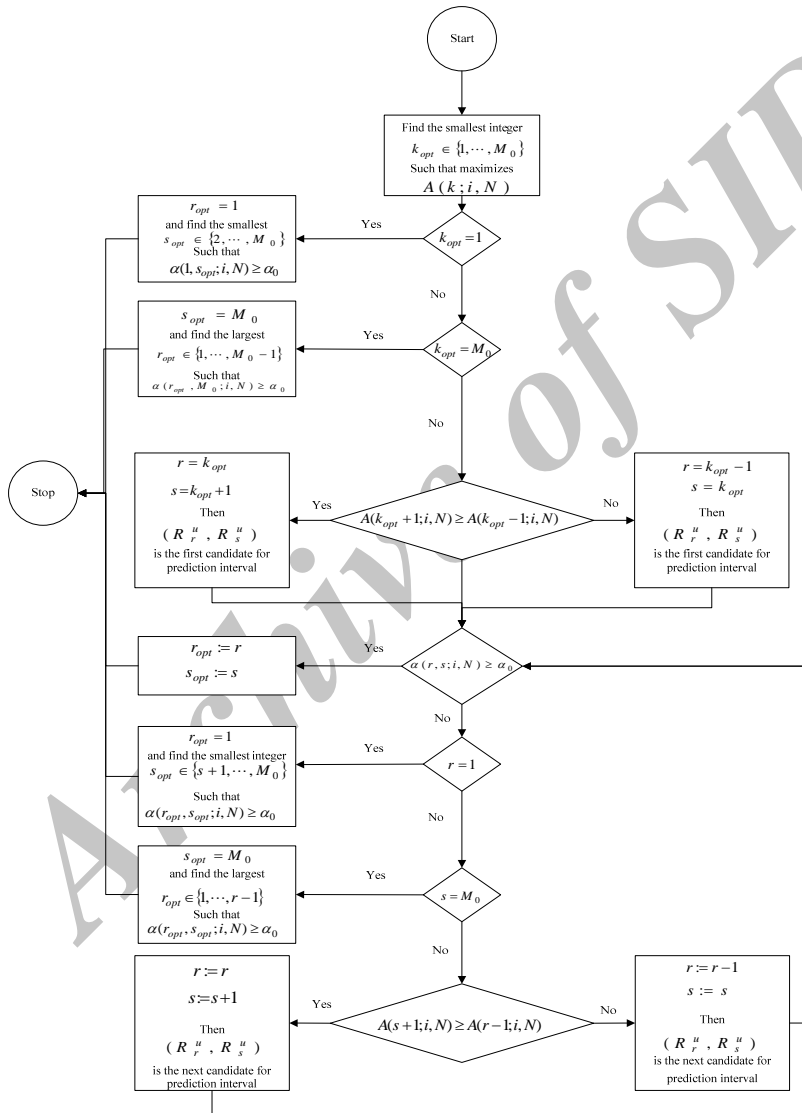 Start
Find the smallest integer
k_opt ∈ {1,⋯,M_0}
Such that maximizes
A(k;i,N)
k_opt = 1
Yes
r_opt = 1
and find the smallest
s_opt ∈ {2,⋯,M_0}
Such that
α(1,s_opt;i,N) ≥ α_0
No
k_opt = M_0
Yes
s_opt = M_0
and find the largest
r_opt ∈ {1,⋯,M_0 − 1}
Such that
α(r_opt,M_0;i,N) ≥ α_0
No
A(k_opt+1;i,N) ≥ A(k_opt−1;i,N)
Yes
r = k_opt
s=k_opt+1
Then
(R_r^u, R_s^u)
is the first candidate for
prediction interval
No
r = k_opt − 1
s = k_opt
Then
(R_r^u, R_s^u)
is the first candidate for
prediction interval
Stop
α(r,s;i,N) ≥ α_0
Yes
r_opt := r
s_opt := s
No
r = 1
Yes
r_opt = 1
and find the smallest integer
s_opt ∈ {s+1,⋯,M_0}
Such that
α(r_opt,s_opt;i,N) ≥ α_0
No
s = M_0
Yes
s_opt = M_0
and find the largest
r_opt ∈ {1,⋯,r−1}
Such that
α(r_opt,s_opt;i,N) ≥ α_0
No
A(s+1;i,N) ≥ A(r−1;i,N)
Yes
r := r
s:=s+1
Then
(R_r^u, R_s^u)
is the next candidate for
prediction interval
No
r := r−1
s := s
Then
(R_r^u, R_s^u)
is the next candidate for
prediction interval
Archive of SID